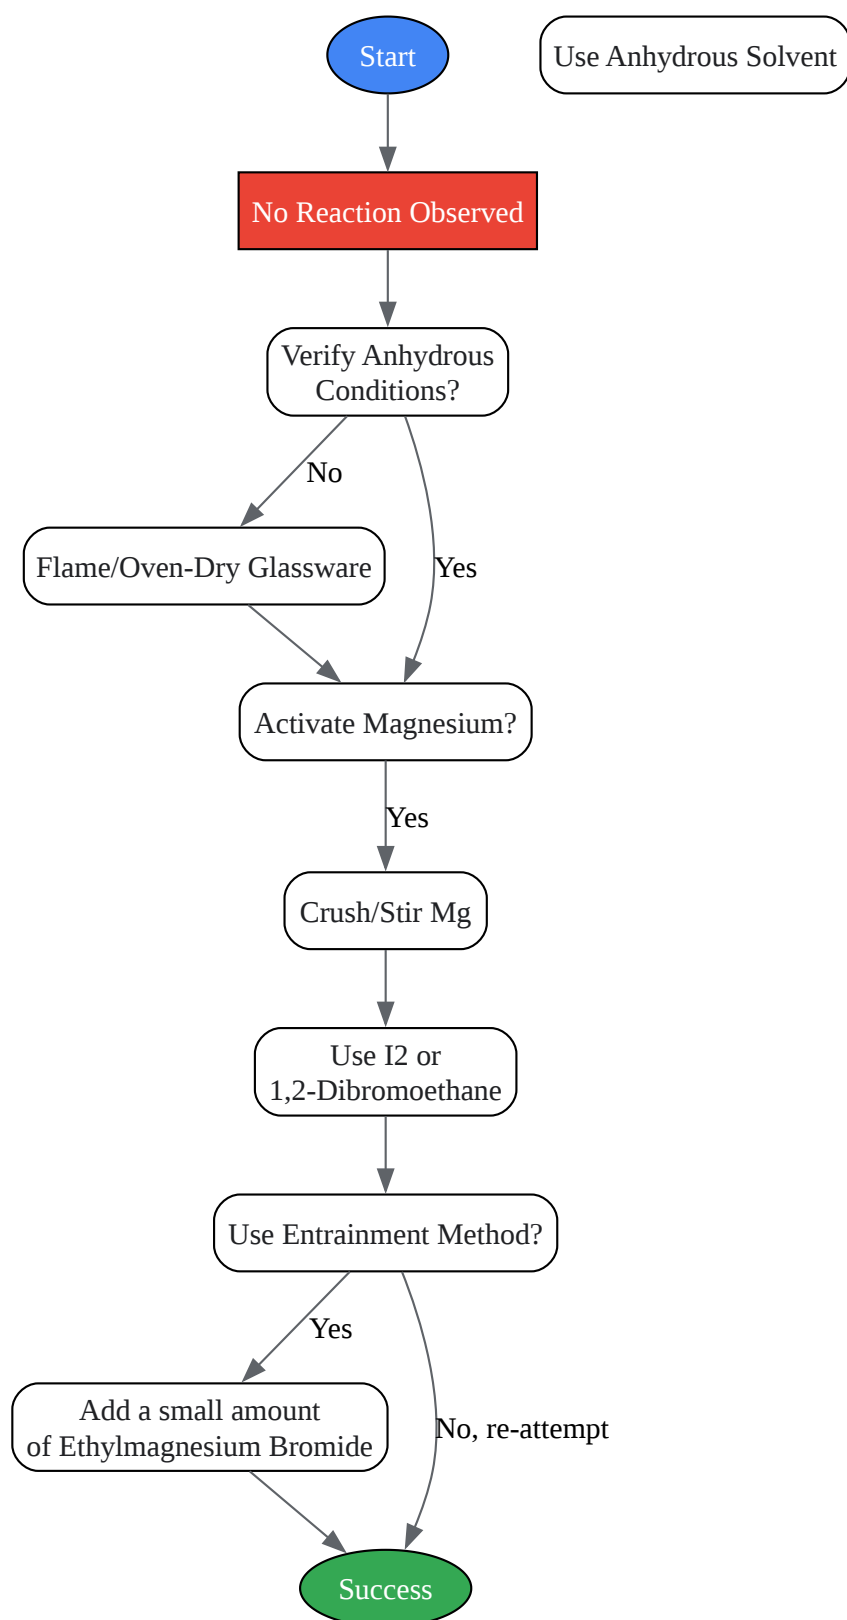 Start
Use Anhydrous Solvent
No Reaction Observed
Verify Anhydrous
Conditions?
No
Flame/Oven-Dry Glassware
Yes
Activate Magnesium?
Yes
Crush/Stir Mg
Use I2 or
1,2-Dibromoethane
Use Entrainment Method?
Yes
Add a small amount
of Ethylmagnesium Bromide
No, re-attempt
Success